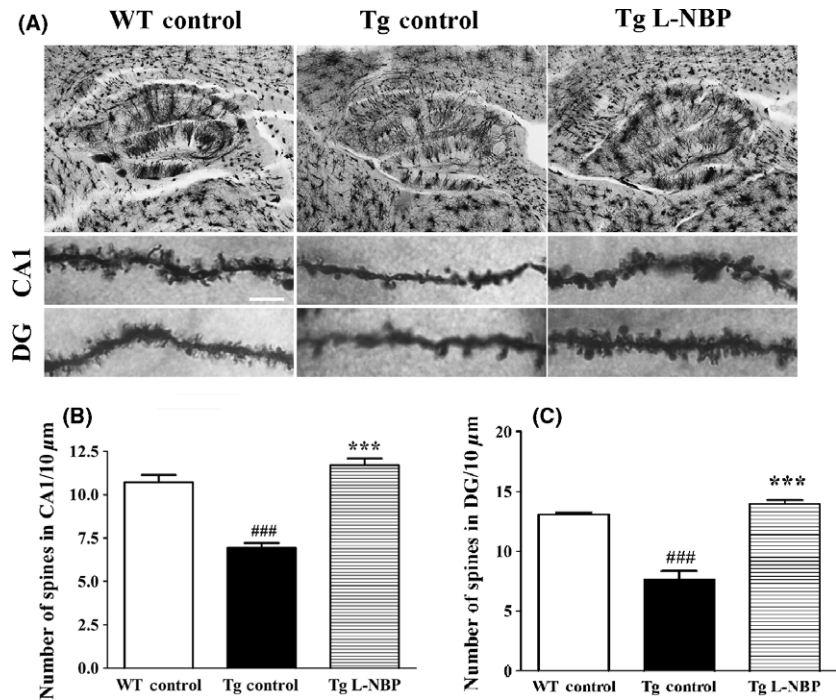 (A) WT control Tg control Tg L-NBP
CA1
DG
(B)
Number of spines in CA1/10 µm
12.5
10.0
7.5
5.0
2.5
0.0
***
###
WT control Tg control Tg L-NBP
(C)
Number of spines in DG/10 µm
20
15
10
5
0
***
###
WT control Tg control Tg L-NBP